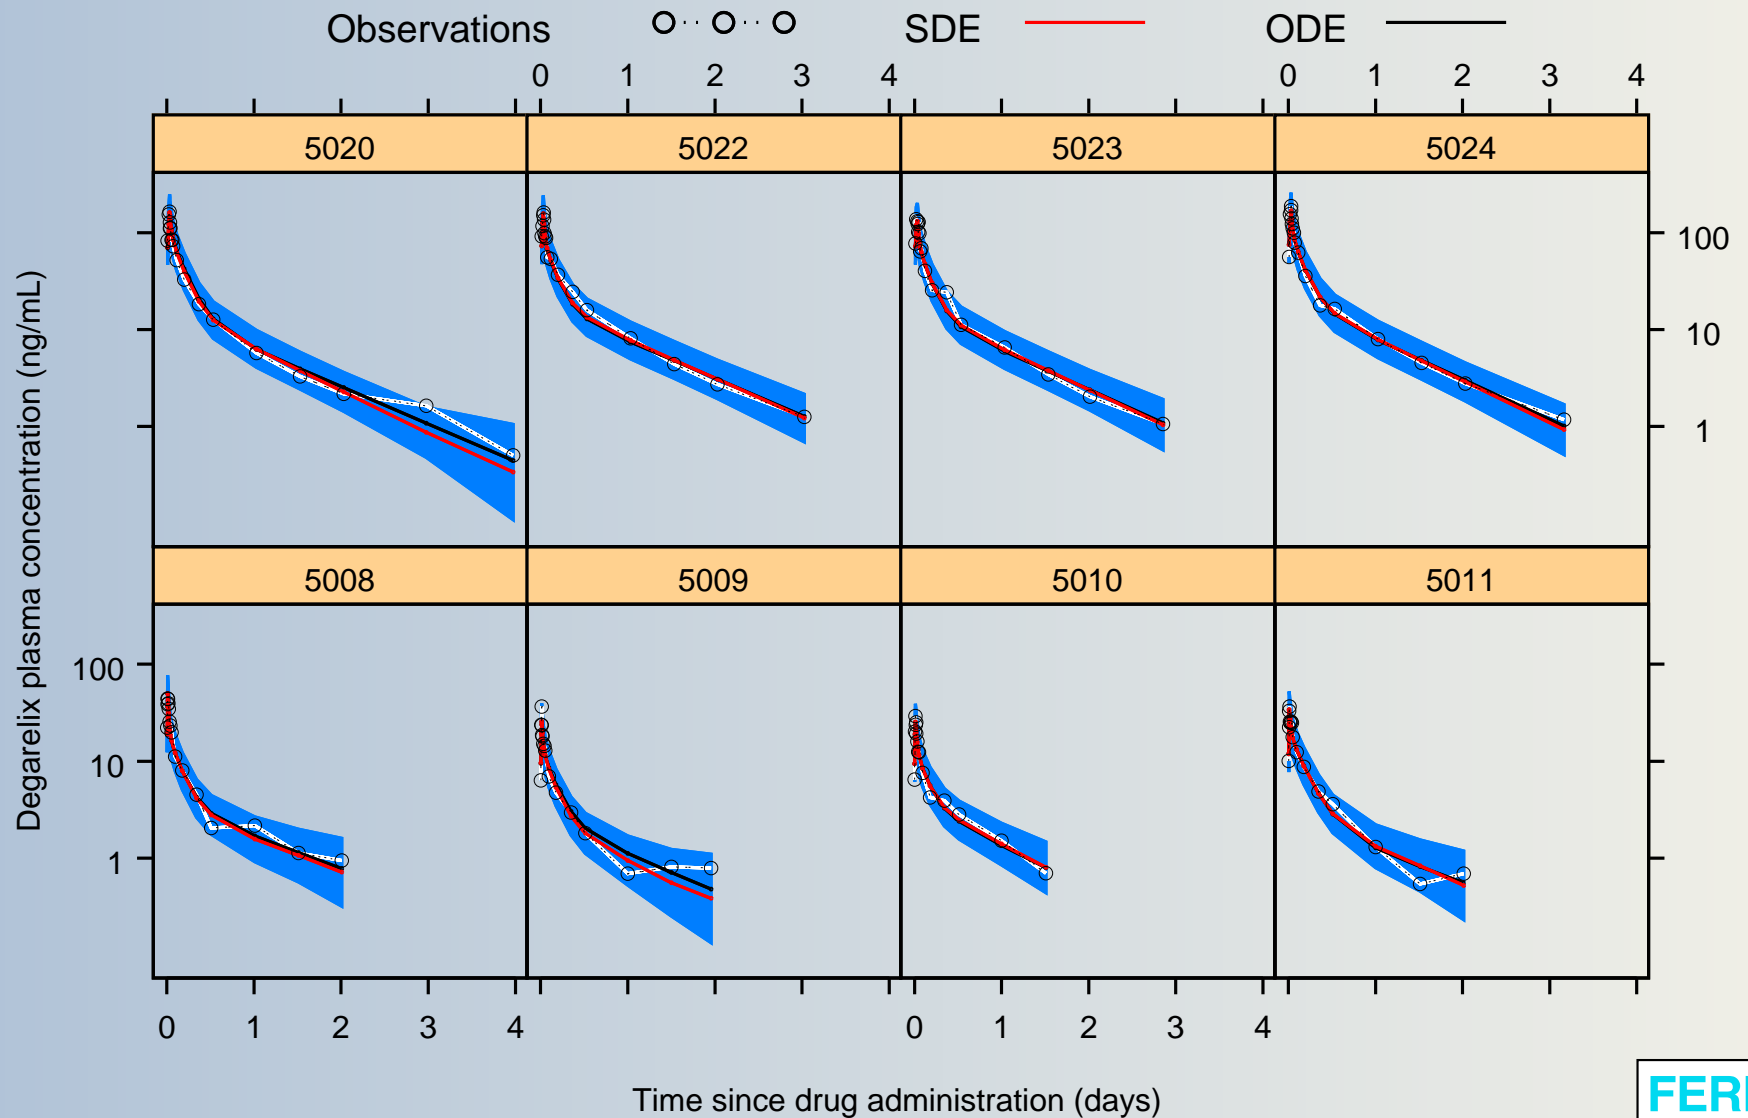 Observations SDE ODE
0 1 2 3 4 0 1 2 3 4
5020 5022 5023 5024
100
10
1
Degarelix plasma concentration (ng/mL)
5008 5009 5010 5011
100
10
1
0 1 2 3 4 0 1 2 3 4
Time since drug administration (days)